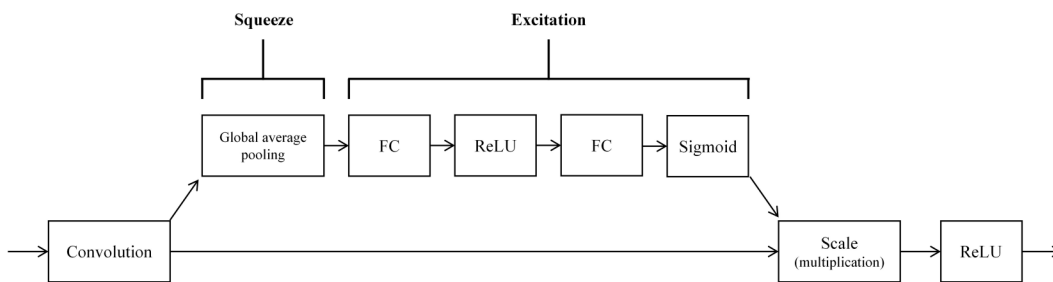 Squeeze
Excitation
Global average
pooling
FC
ReLU
FC
Sigmoid
Convolution
Scale
(multiplication)
ReLU